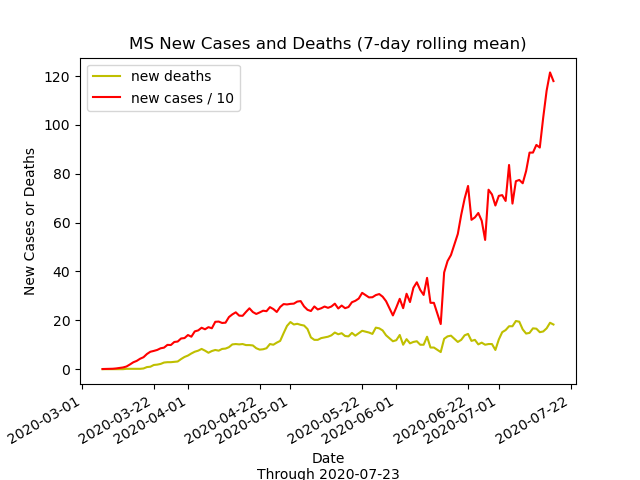 MS New Cases and Deaths (7-day rolling mean)
new deaths
new cases / 10
120
100
80
60
40
20
0
New Cases or Deaths
2020-03-01
2020-03-22
2020-04-01
2020-04-22
2020-05-01
2020-05-22
2020-06-01
2020-06-22
2020-07-01
2020-07-22
Date
Through 2020-07-23